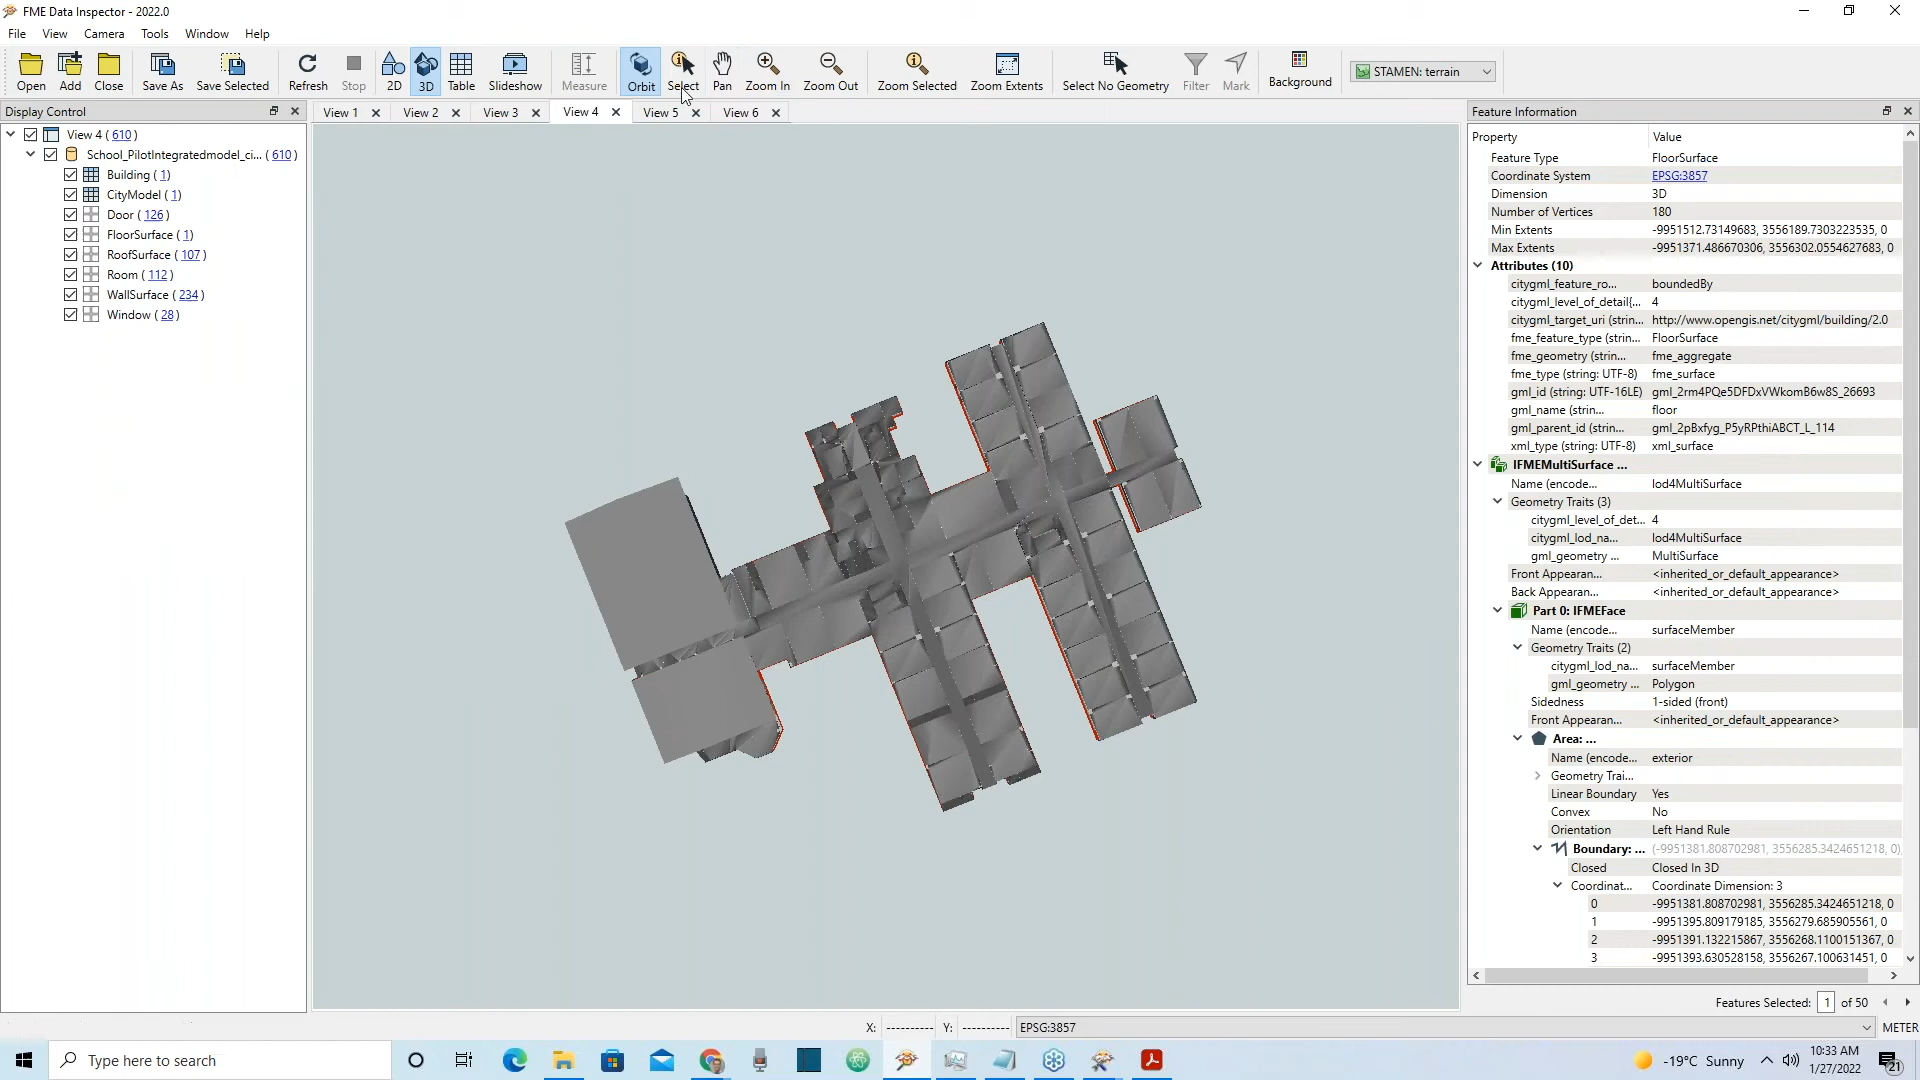 FME Data Inspector - 2022.0
File View Camera Tools Window Help
Open Add Close Save As Save Selected Refresh Stop 2D 3D Table Slideshow Measure Orbit Select Pan Zoom In Zoom Out Zoom Selected Zoom Extents Select No Geometry Filter Mark Background STAMEN: terrain
Display Control
View 4 ( 610 )
School_PilotIntegratedmodel_ci... ( 610 )
Building ( 1 )
CityModel ( 1 )
Door ( 126 )
FloorSurface ( 1 )
RoofSurface ( 107 )
Room ( 112 )
WallSurface ( 234 )
Window ( 28 )
View 1 View 2 View 3 View 4 View 5 View 6
Feature Information
Property Value
Feature Type FloorSurface
Coordinate System EPSG:3857
Dimension 3D
Number of Vertices 180
Min Extents -9951512.73149683, 3556189.7303223535, 0
Max Extents -9951371.486670306, 3556302.0554627683, 0
Attributes (10)
citygml_feature_ro... boundedBy
citygml_level_of_detail{... 4
citygml_target_uri (strin... http://www.opengis.net/citygml/building/2.0
fme_feature_type (strin... FloorSurface
fme_geometry (strin... fme_aggregate
fme_type (string: UTF-8) fme_surface
gml_id (string: UTF-16LE) gml_2rm4PQe5DFDxVWkomB6w8S_26693
gml_name (strin... floor
gml_parent_id (strin... gml_2pBxfyg_P5yRPthiABCT_L_114
xml_type (string: UTF-8) xml_surface
IFMEMultiSurface ...
Name (encode... lod4MultiSurface
Geometry Traits (3)
citygml_level_of_det... 4
citygml_lod_na... lod4MultiSurface
gml_geometry ... MultiSurface
Front Appearan... <inherited_or_default_appearance>
Back Appearan... <inherited_or_default_appearance>
Part 0: IFMEFace
Name (encode... surfaceMember
Geometry Traits (2)
citygml_lod_na... surfaceMember
gml_geometry ... Polygon
Sidedness 1-sided (front)
Front Appearan... <inherited_or_default_appearance>
Area: ...
Name (encode... exterior
Geometry Trai...
Linear Boundary Yes
Convex No
Orientation Left Hand Rule
Boundary: ... (-9951381.808702981, 3556285.3424651218, 0),
Closed Closed In 3D
Coordinat... Coordinate Dimension: 3
0 -9951381.808702981, 3556285.3424651218, 0
1 -9951395.809179185, 3556279.685905561, 0
2 -9951391.132215867, 3556268.1100151367, 0
3 -9951393.630528158, 3556267.100631451, 0
Features Selected: 1 of 50
X: ---------- Y: ---------- EPSG:3857 METER
Type here to search
-19°C Sunny
10:33 AM
1/27/2022
21